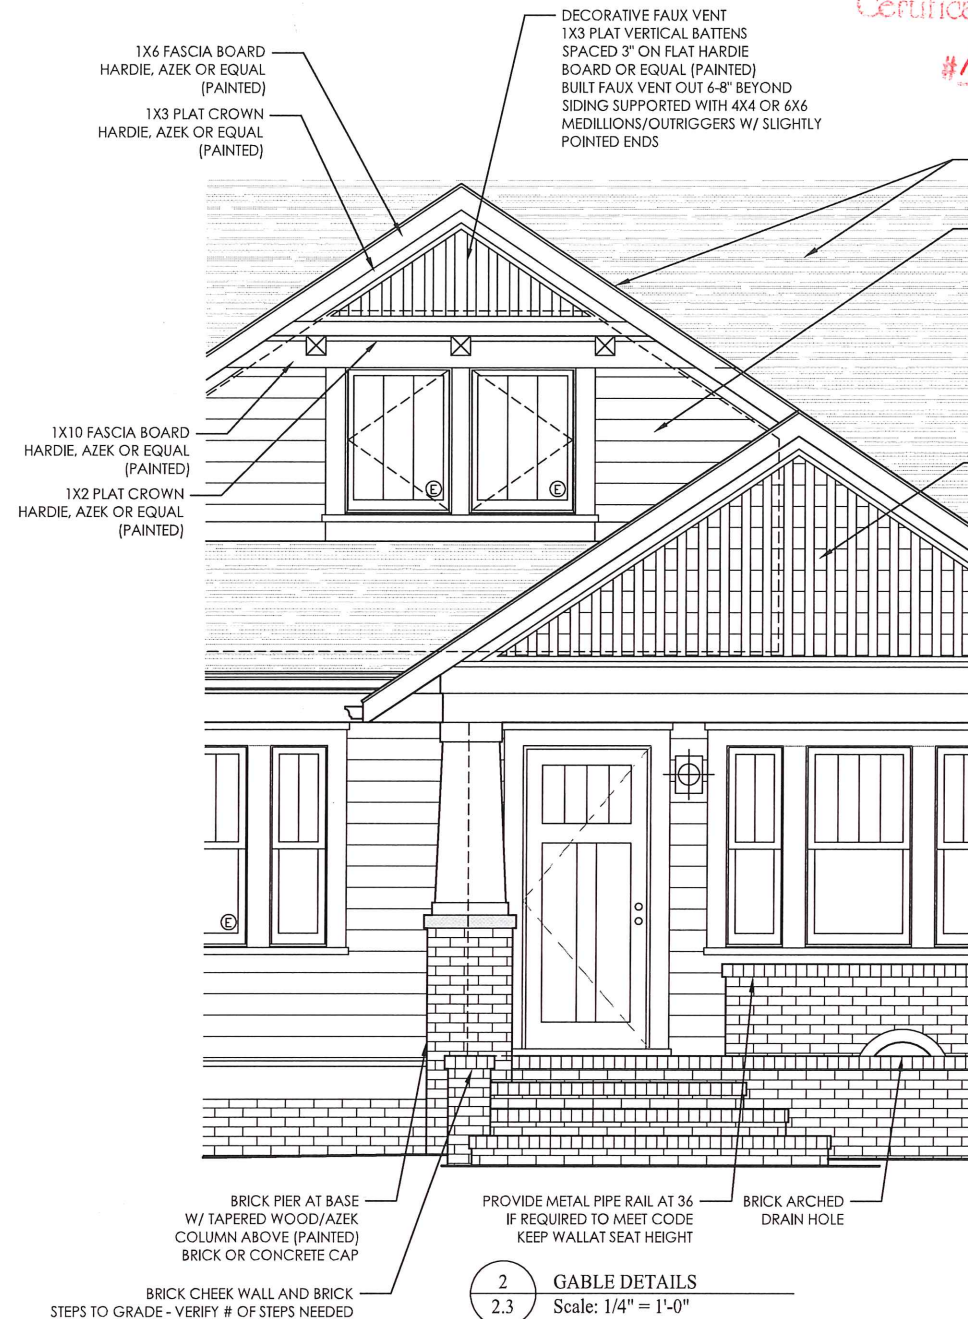 Certifica
#
DECORATIVE FAUX VENT
1X3 PLAT VERTICAL BATTENS
SPACED 3" ON FLAT HARDIE
BOARD OR EQUAL (PAINTED)
BUILT FAUX VENT OUT 6-8" BEYOND
SIDING SUPPORTED WITH 4X4 OR 6X6
MEDILLIONS/OUTRIGGERS W/ SLIGHTLY
POINTED ENDS
1X6 FASCIA BOARD
HARDIE, AZEK OR EQUAL
(PAINTED)
1X3 PLAT CROWN
HARDIE, AZEK OR EQUAL
(PAINTED)
1X10 FASCIA BOARD
HARDIE, AZEK OR EQUAL
(PAINTED)
1X2 PLAT CROWN
HARDIE, AZEK OR EQUAL
(PAINTED)
E
E
E
BRICK PIER AT BASE
W/ TAPERED WOOD/AZEK
COLUMN ABOVE (PAINTED)
BRICK OR CONCRETE CAP
PROVIDE METAL PIPE RAIL AT 36
IF REQUIRED TO MEET CODE
KEEP WALLAT SEAT HEIGHT
BRICK ARCHED
DRAIN HOLE
BRICK CHEEK WALL AND BRICK
STEPS TO GRADE - VERIFY # OF STEPS NEEDED
2
2.3
GABLE DETAILS
Scale: 1/4" = 1'-0"